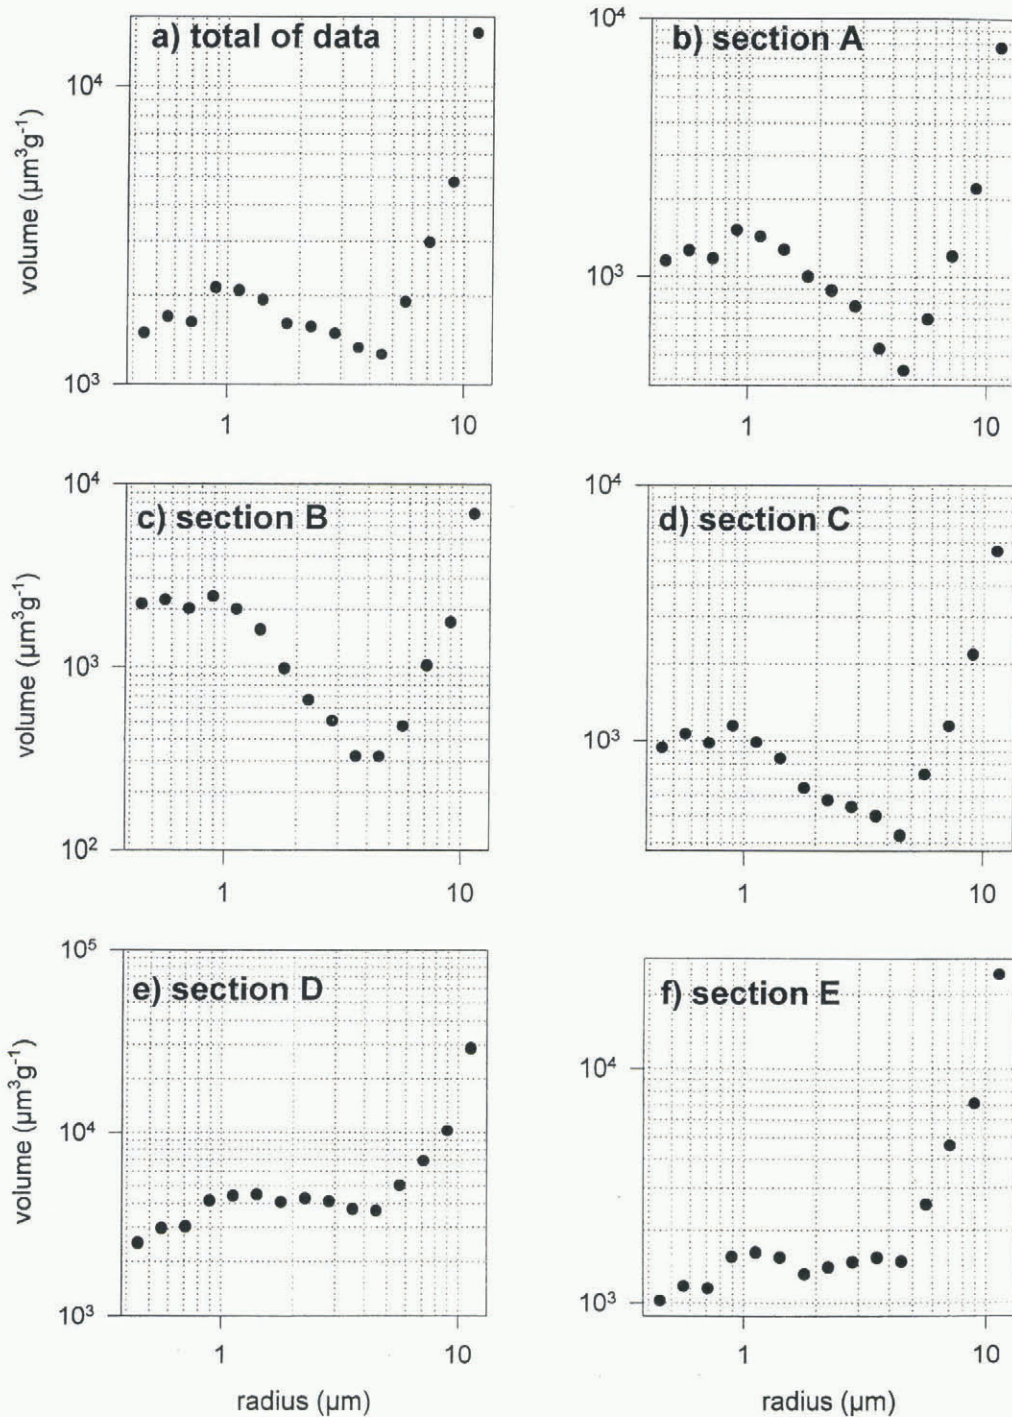 a) total of data
b) section A
10⁴
10⁴
volume (µm³g⁻¹)
10³
10³
1
10
1
10
10⁴
10⁴
c) section B
d) section C
volume (µm³g⁻¹)
10³
10³
10²
1
10
1
10
10⁵
e) section D
f) section E
volume (µm³g⁻¹)
10⁴
10⁴
10³
10³
1
10
1
10
radius (µm)
radius (µm)